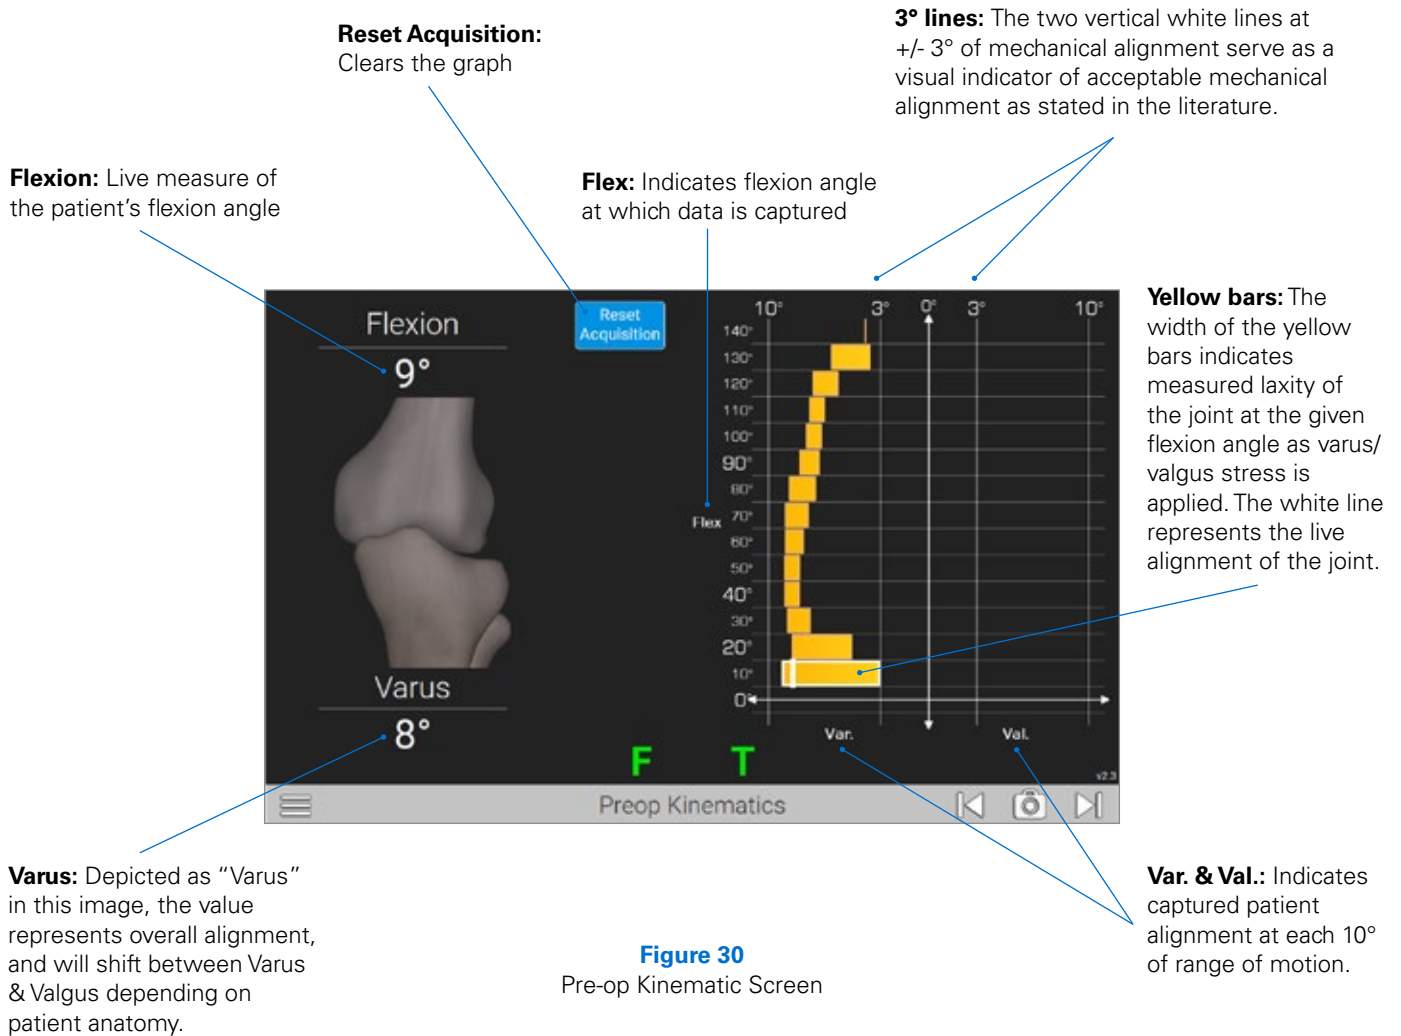 Reset Acquisition:
Clears the graph
3° lines: The two vertical white lines at
+/- 3° of mechanical alignment serve as a
visual indicator of acceptable mechanical
alignment as stated in the literature.
Flexion: Live measure of
the patient's flexion angle
Flex: Indicates flexion angle
at which data is captured
Yellow bars: The
width of the yellow
bars indicates
measured laxity of
the joint at the given
flexion angle as varus/
valgus stress is
applied. The white line
represents the live
alignment of the joint.
Flexion
9°
Reset
Acquisition
10° 3° 0° 3° 10°
140°
130°
120°
110°
100°
90°
80°
Flex 70°
60°
50°
40°
30°
20°
10°
0°
Varus
8°
Var. Val.
F T
v2.3
Preop Kinematics
Varus: Depicted as “Varus”
in this image, the value
represents overall alignment,
and will shift between Varus
& Valgus depending on
patient anatomy.
Var. & Val.: Indicates
captured patient
alignment at each 10°
of range of motion.
Figure 30
Pre-op Kinematic Screen